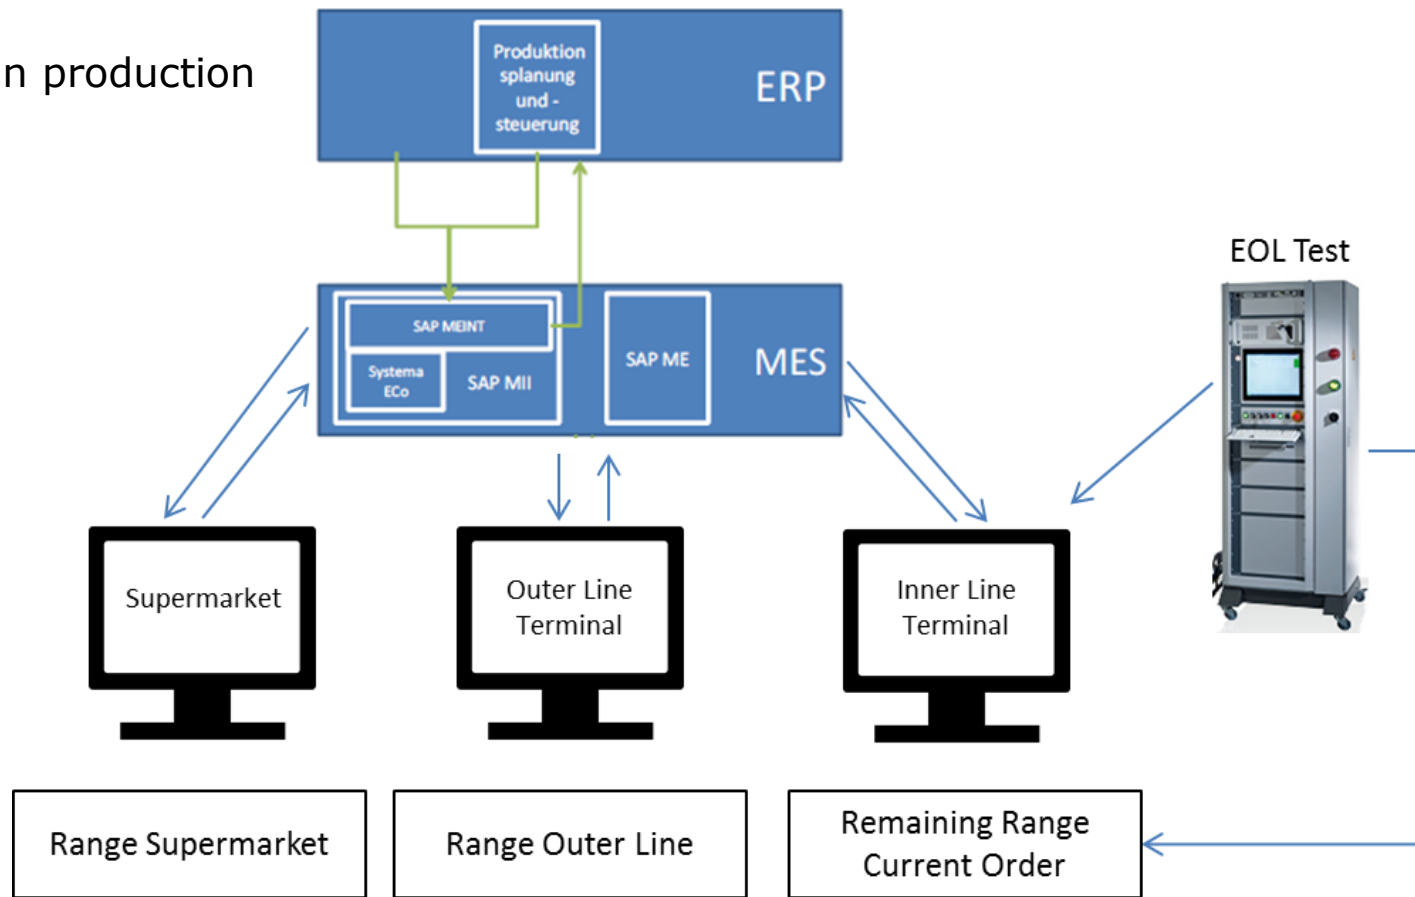 n production
Produktion
splanung
und -
steuerung
ERP
SAP MEINT
Systema
ECo
SAP MII
SAP ME
MES
EOL Test
Supermarket
Outer Line
Terminal
Inner Line
Terminal
Range Supermarket
Range Outer Line
Remaining Range
Current Order